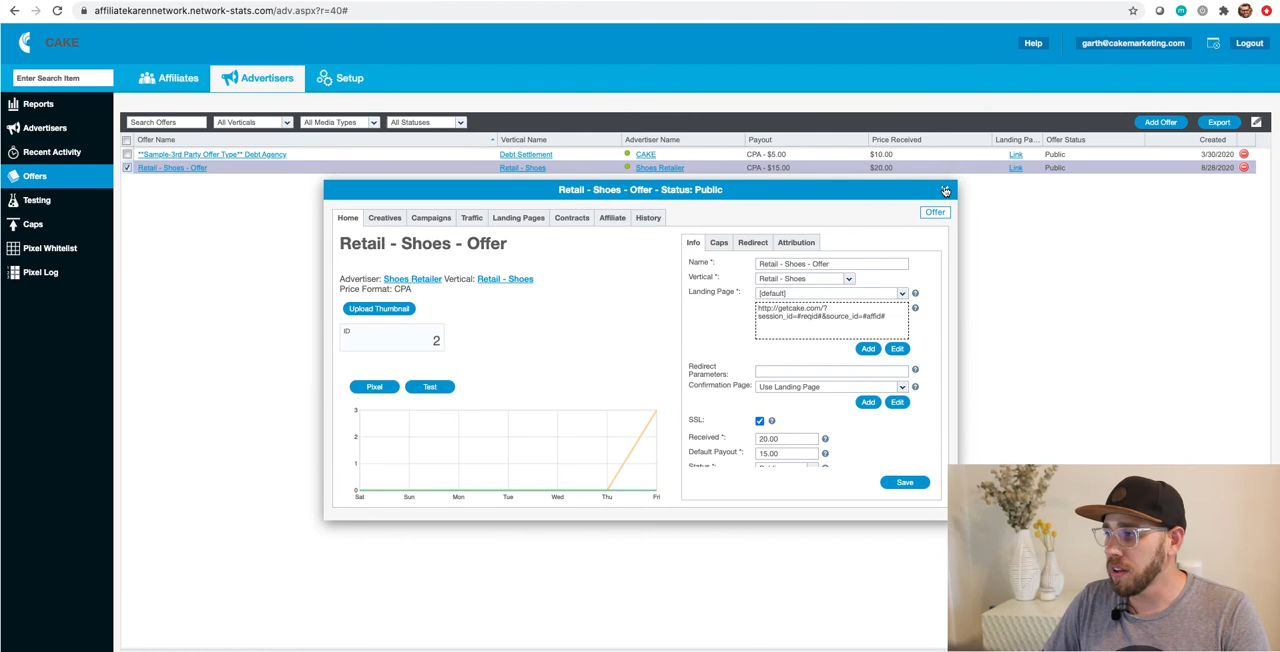 affiliatekarennetwork.network-stats.com/adv.aspx?r=40#
CAKE
Help
garth@cakemarketing.com
Logout
Enter Search Item
Affiliates
Advertisers
Setup
Reports
Advertisers
Recent Activity
Offers
Testing
Caps
Pixel Whitelist
Pixel Log
Search Offers
All Verticals
All Media Types
All Statuses
Add Offer
Export
Offer Name Vertical Name Advertiser Name Payout Price Received Landing Pa... Offer Status Created
**Sample-3rd Party Offer Type** Debt Agency Debt Settlement CAKE CPA - $5.00 $10.00 Link Public 3/30/2020
Retail - Shoes - Offer Retail - Shoes Shoes Retailer CPA - $15.00 $20.00 Link Public 8/28/2020
Retail - Shoes - Offer - Status: Public
Offer
Home Creatives Campaigns Traffic Landing Pages Contracts Affiliate History
Retail - Shoes - Offer
Advertiser: Shoes Retailer Vertical: Retail - Shoes
Price Format: CPA
Upload Thumbnail
ID
2
Pixel
Test
3
2
1
0
Sat Sun Mon Tue Wed Thu Fri
Info Caps Redirect Attribution
Name *: Retail - Shoes - Offer
Vertical *: Retail - Shoes
Landing Page *: [default]
http://getcake.com/?
session_id=#reqid#&source_id=#affid#
Add Edit
Redirect
Parameters:
Confirmation Page: Use Landing Page
Add Edit
SSL:
Received *: 20.00
Default Payout *: 15.00
Save